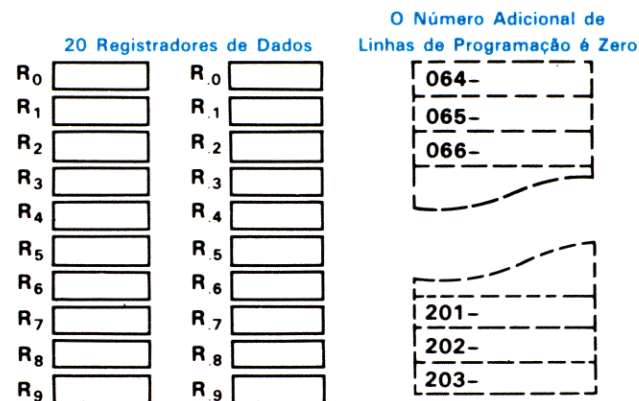 20 Registradores de Dados
R0
R1
R2
R3
R4
R5
R6
R7
R8
R9
R.0
R.1
R.2
R.3
R.4
R.5
R.6
R.7
R.8
R.9
O Número Adicional de
Linhas de Programação é Zero
064-
065-
066-
201-
202-
203-